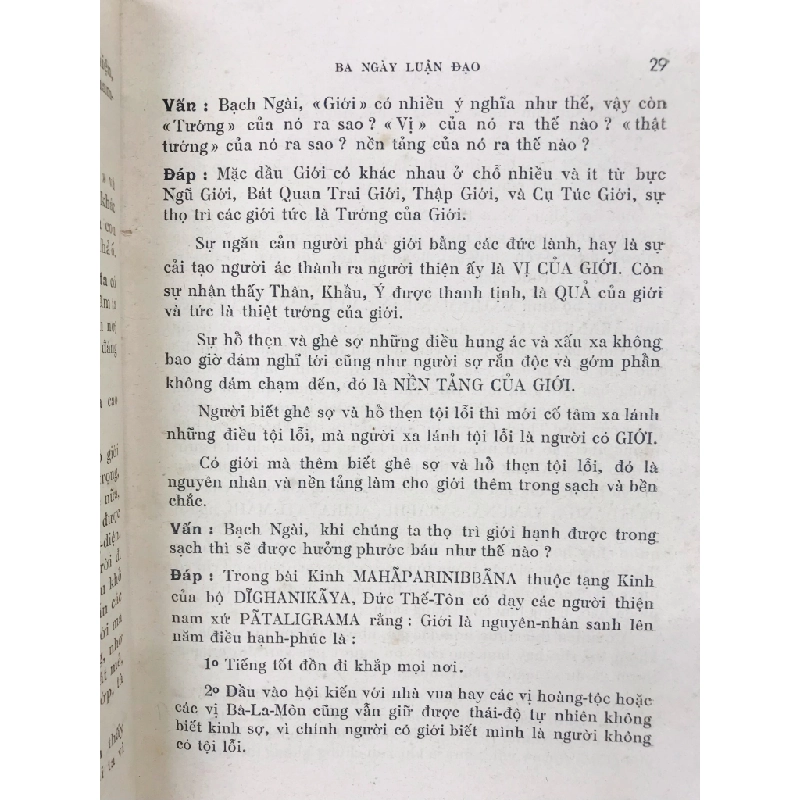 BA NGÀY LUẬN ĐẠO 29
Vấn : Bạch Ngài, «Giới» có nhiều ý nghĩa như thế, vậy còn
«Tướng» của nó ra sao ? «Vị» của nó ra thế nào ? «thật
tướng» của nó ra sao ? nền tảng của nó ra thế nào ?
Đáp : Mặc dầu Giới có khác nhau ở chỗ nhiều và ít từ bực
Ngũ Giới, Bát Quan Trai Giới, Thập Giới, và Cụ Túc Giới, sự
thọ trì các giới tức là Tướng của Giới.
Sự ngăn cản người phá giới bằng các đức lành, hay là sự
cải tạo người ác thành ra người thiện ấy là VỊ CỦA GIỚI. Còn
sự nhận thấy Thân, Khẩu, Ý được thanh tịnh, là QUẢ của giới
và tức là thiệt tướng của giới.
Sự hổ thẹn và ghê sợ những điều hung ác và xấu xa không
bao giờ dám nghĩ tới cũng như người sợ rắn độc và gớm phần
không dám chạm đến, đó là NỀN TẢNG CỦA GIỚI.
Người biết ghê sợ và hổ thẹn tội lỗi thì mới cố tâm xa lánh
những điều tội lỗi, mà người xa lánh tội lỗi là người có GIỚI.
Có giới mà thêm biết ghê sợ và hổ thẹn tội lỗi, đó là
nguyên nhân và nền tảng làm cho giới thêm trong sạch và bền
chắc.
Vấn : Bạch Ngài, khi chúng ta thọ trì giới hạnh được trong
sạch thì sẽ được hưởng phước báu như thế nào ?
Đáp : Trong bài Kinh MAHÃPARINIBBÃNA thuộc tạng Kinh
của bộ DĨGHANIKÃYA, Đức Thế-Tôn có dạy các người thiện
nam xứ PÃTALIGRAMA rằng : Giới là nguyên-nhân sanh lên
năm điều hạnh-phúc là :
1º Tiếng tốt đồn đi khắp mọi nơi.
2º Dầu vào hội kiến với nhà vua hay các vị hoàng-tộc hoặc
các vị Bà-La-Môn cũng vẫn giữ được thái-độ tự nhiên không
biết kinh sợ, vì chính người có giới biết mình là người không
có tội lỗi.